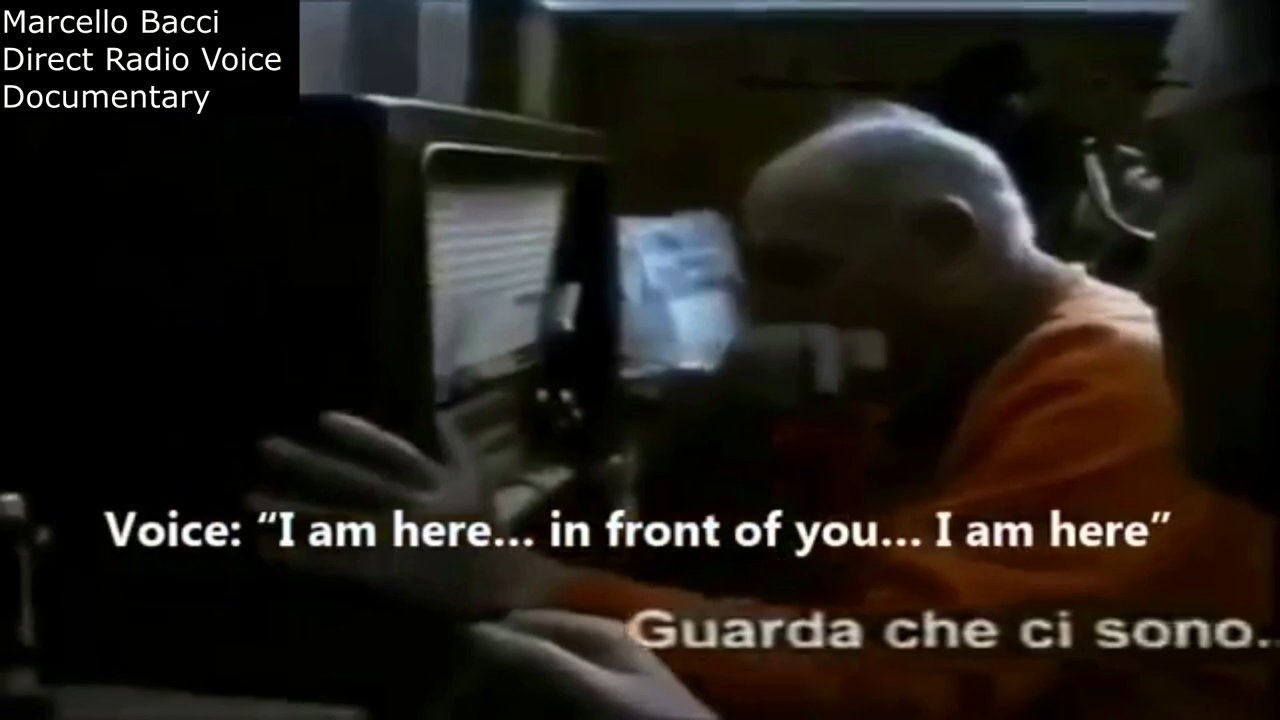 Marcello Bacci
Direct Radio Voice
Documentary
Voice: “I am here... in front of you... I am here”
Guarda che ci sono..